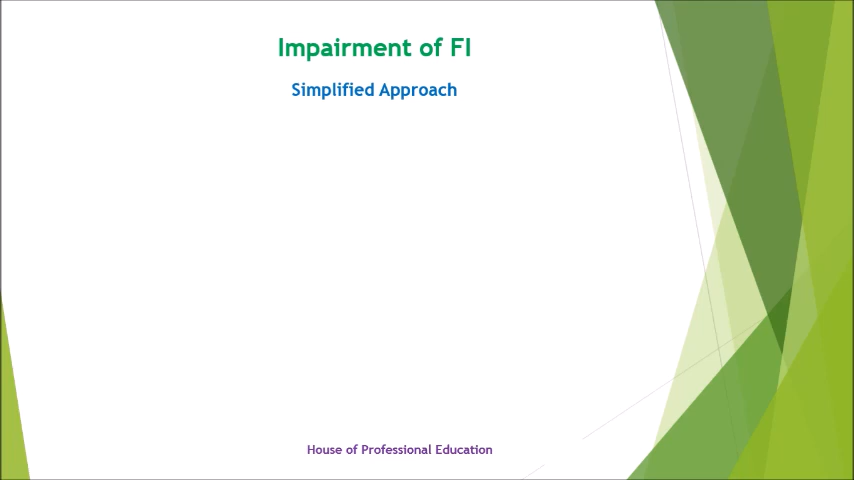 Impairment of FI
Simplified Approach
House of Professional Education